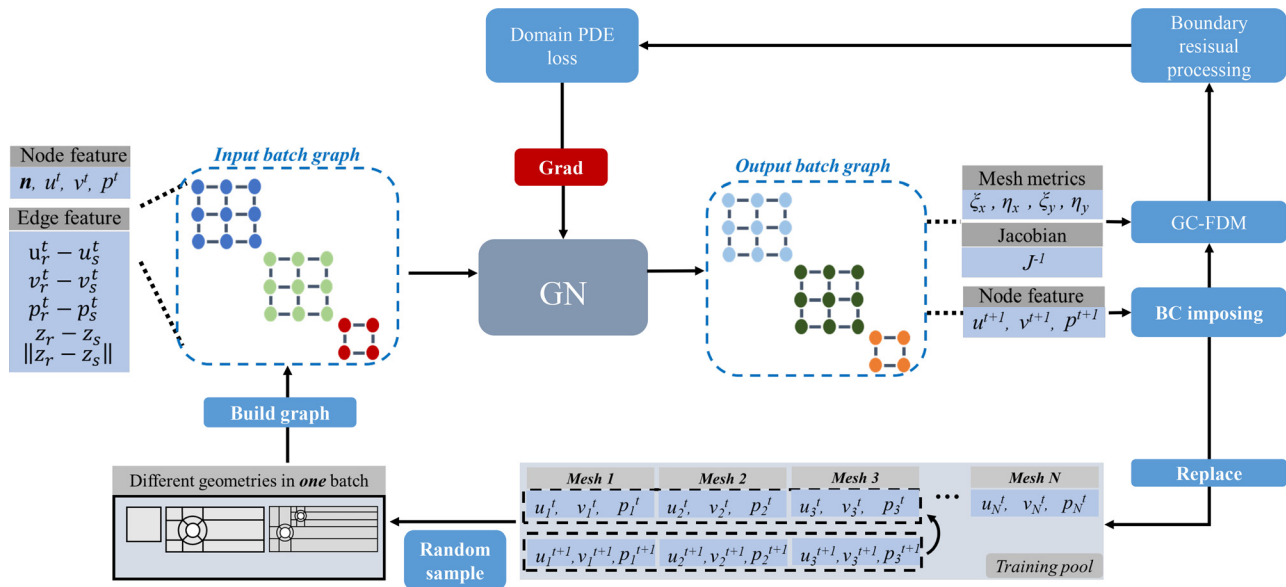 Domain PDE
loss
Boundary
resisual
processing
Node feature
n, u^t, v^t, p^t
Edge feature
u_r^t − u_s^t
v_r^t − v_s^t
p_r^t − p_s^t
z_r − z_s
‖z_r − z_s‖
Input batch graph
Grad
GN
Output batch graph
Mesh metrics
ξ_x , η_x , ξ_y , η_y
Jacobian
J^-1
Node feature
u^t+1, v^t+1, p^t+1
GC-FDM
BC imposing
Replace
Build graph
Different geometries in one batch
Random
sample
Mesh 1 Mesh 2 Mesh 3 Mesh N
u_1^t, v_1^t, p_1^t u_2^t, v_2^t, p_2^t u_3^t, v_3^t, p_3^t ••• u_N^t, v_N^t, p_N^t
u_1^t+1, v_1^t+1, p_1^t+1 u_2^t+1, v_2^t+1, p_2^t+1 u_3^t+1, v_3^t+1, p_3^t+1
Training pool